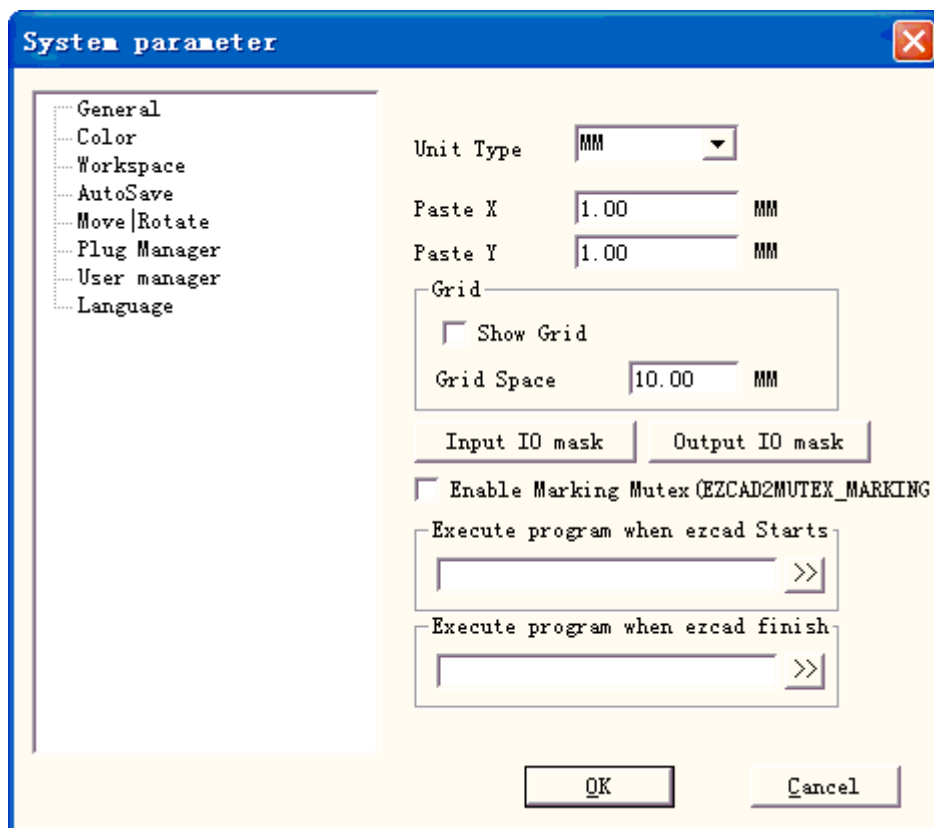 System parameter
General
Color
Workspace
AutoSave
Move|Rotate
Plug Manager
User manager
Language
Unit Type MM
Paste X 1.00 MM
Paste Y 1.00 MM
Grid
Show Grid
Grid Space 10.00 MM
Input IO mask Output IO mask
Enable Marking Mutex(EZCAD2MUTEX_MARKING
Execute program when ezcad Starts
>>
Execute program when ezcad finish
>>
OK Cancel